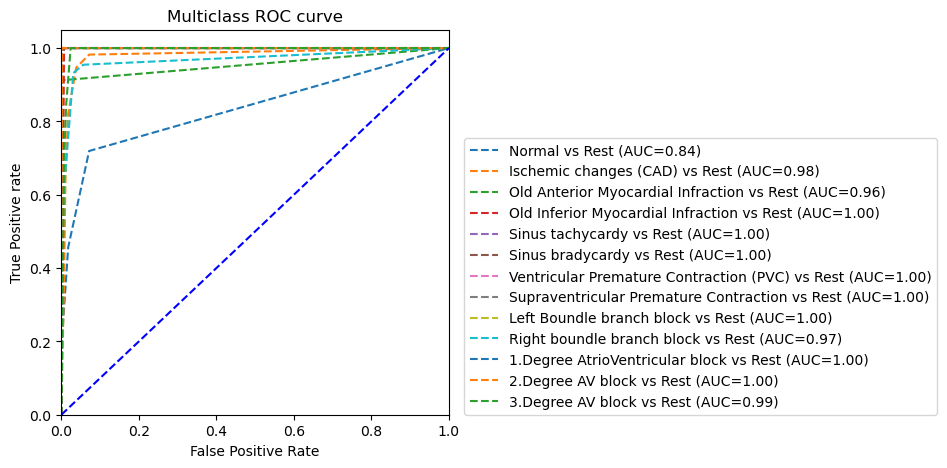 Multiclass ROC curve
True Positive rate
1.0
0.8
0.6
0.4
0.2
0.0
0.0 0.2 0.4 0.6 0.8 1.0
False Positive Rate
Normal vs Rest (AUC=0.84)
Ischemic changes (CAD) vs Rest (AUC=0.98)
Old Anterior Myocardial Infraction vs Rest (AUC=0.96)
Old Inferior Myocardial Infraction vs Rest (AUC=1.00)
Sinus tachycardy vs Rest (AUC=1.00)
Sinus bradycardy vs Rest (AUC=1.00)
Ventricular Premature Contraction (PVC) vs Rest (AUC=1.00)
Supraventricular Premature Contraction vs Rest (AUC=1.00)
Left Boundle branch block vs Rest (AUC=1.00)
Right boundle branch block vs Rest (AUC=0.97)
1.Degree AtrioVentricular block vs Rest (AUC=1.00)
2.Degree AV block vs Rest (AUC=1.00)
3.Degree AV block vs Rest (AUC=0.99)